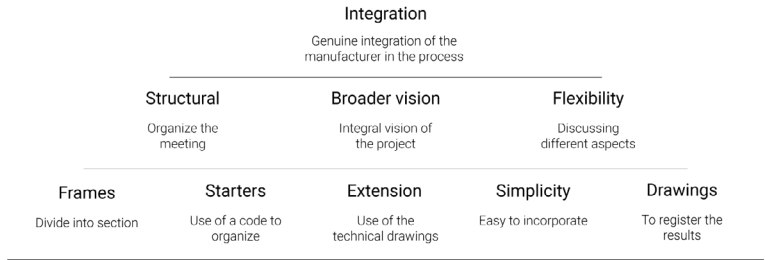 Integration
Genuine integration of the
manufacturer in the process
Structural
Organize the
meeting
Broader vision
Integral vision of
the project
Flexibility
Discussing
different aspects
Frames
Divide into section
Starters
Use of a code to
organize
Extension
Use of the
technical drawings
Simplicity
Easy to incorporate
Drawings
To register the
results